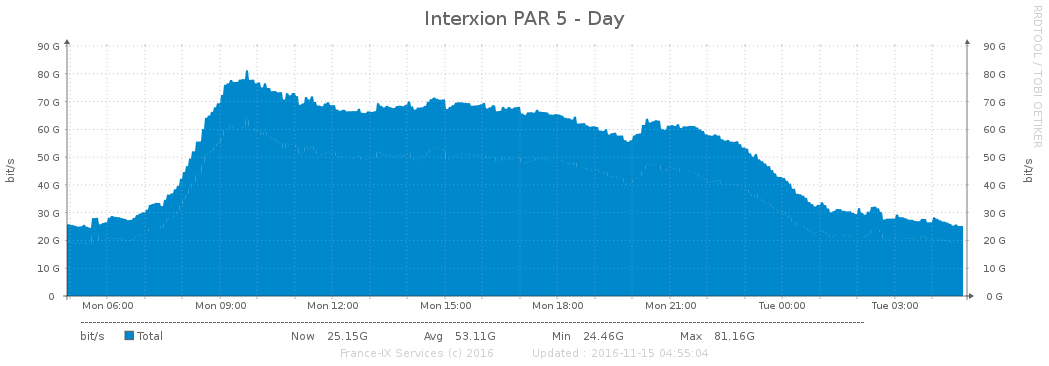 Interxion PAR 5 - Day
RRDTOOL / TOBI OETIKER
90 G 90 G
80 G 80 G
70 G 70 G
60 G 60 G
50 G 50 G
40 G 40 G
30 G 30 G
20 G 20 G
10 G 10 G
0 0 G
bit/s bit/s
Mon 06:00 Mon 09:00 Mon 12:00 Mon 15:00 Mon 18:00 Mon 21:00 Tue 00:00 Tue 03:00
bit/s Total Now 25.15G Avg 53.11G Min 24.46G Max 81.16G
France-IX Services (c) 2016 Updated : 2016-11-15 04:55:04